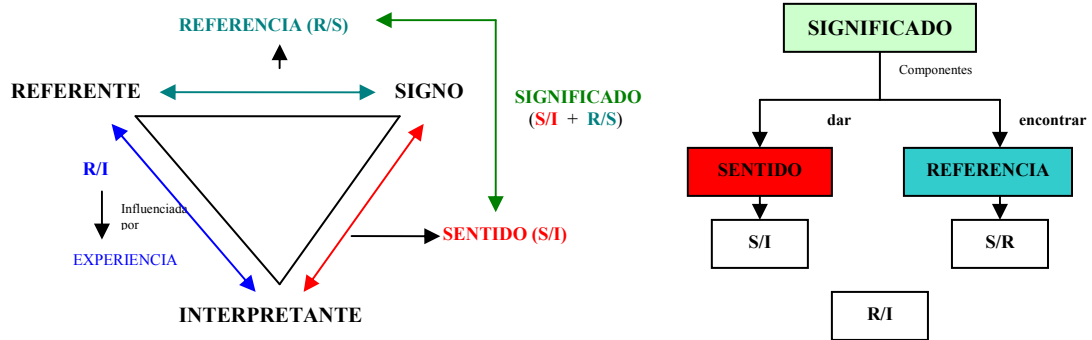 REFERENCIA (R/S)
REFERENTE
SIGNO
SIGNIFICADO
(S/I + R/S)
R/I
Influenciada
por
EXPERIENCIA
SENTIDO (S/I)
INTERPRETANTE
SIGNIFICADO
Componentes
dar
encontrar
SENTIDO
REFERENCIA
S/I
S/R
R/I